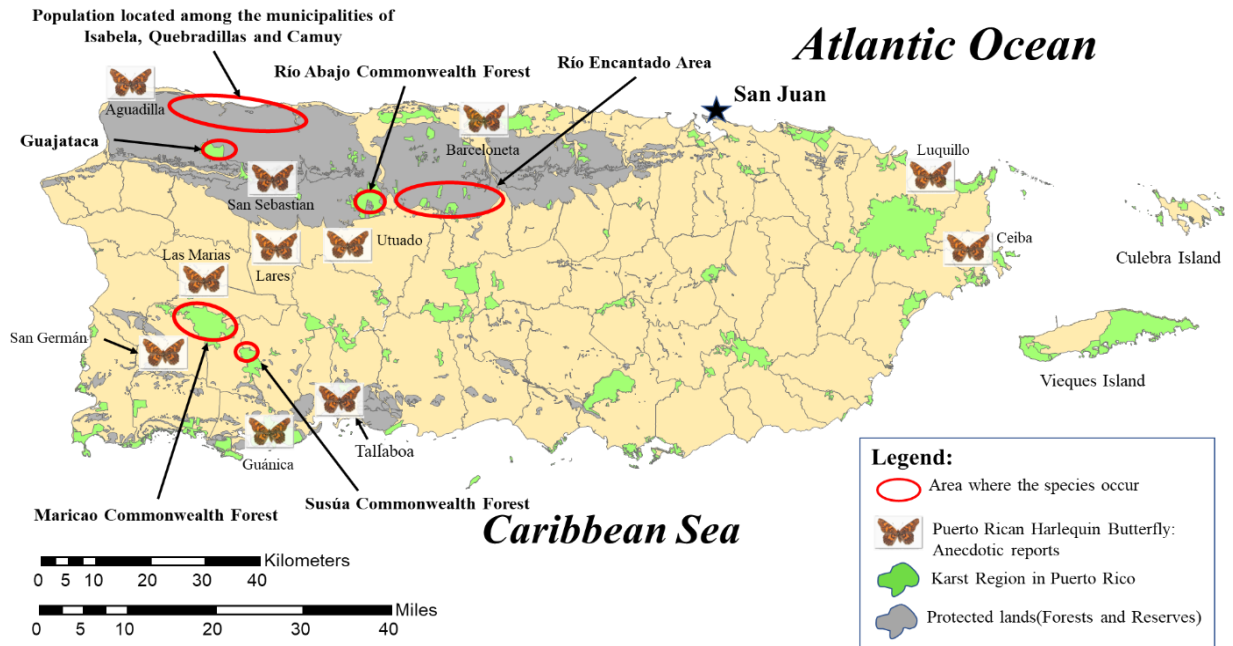 Population located among the municipalities of
Isabela, Quebradillas and Camuy
Atlantic Ocean
Río Abajo Commonwealth Forest
Río Encantado Area
San Juan
Aguadilla
Guajataca
Barceloneta
Luquillo
San Sebastian
Utuado
Ceiba
Culebra Island
Las Marias
Lares
San Germán
Vieques Island
Tallaboa
Guánica
Maricao Commonwealth Forest
Susúa Commonwealth Forest
Caribbean Sea
Legend:
Area where the species occur
Puerto Rican Harlequin Butterfly:
Anecdotic reports
Karst Region in Puerto Rico
Protected lands(Forests and Reserves)
Kilometers
0 5 10 20 30 40
Miles
0 5 10 20 30 40